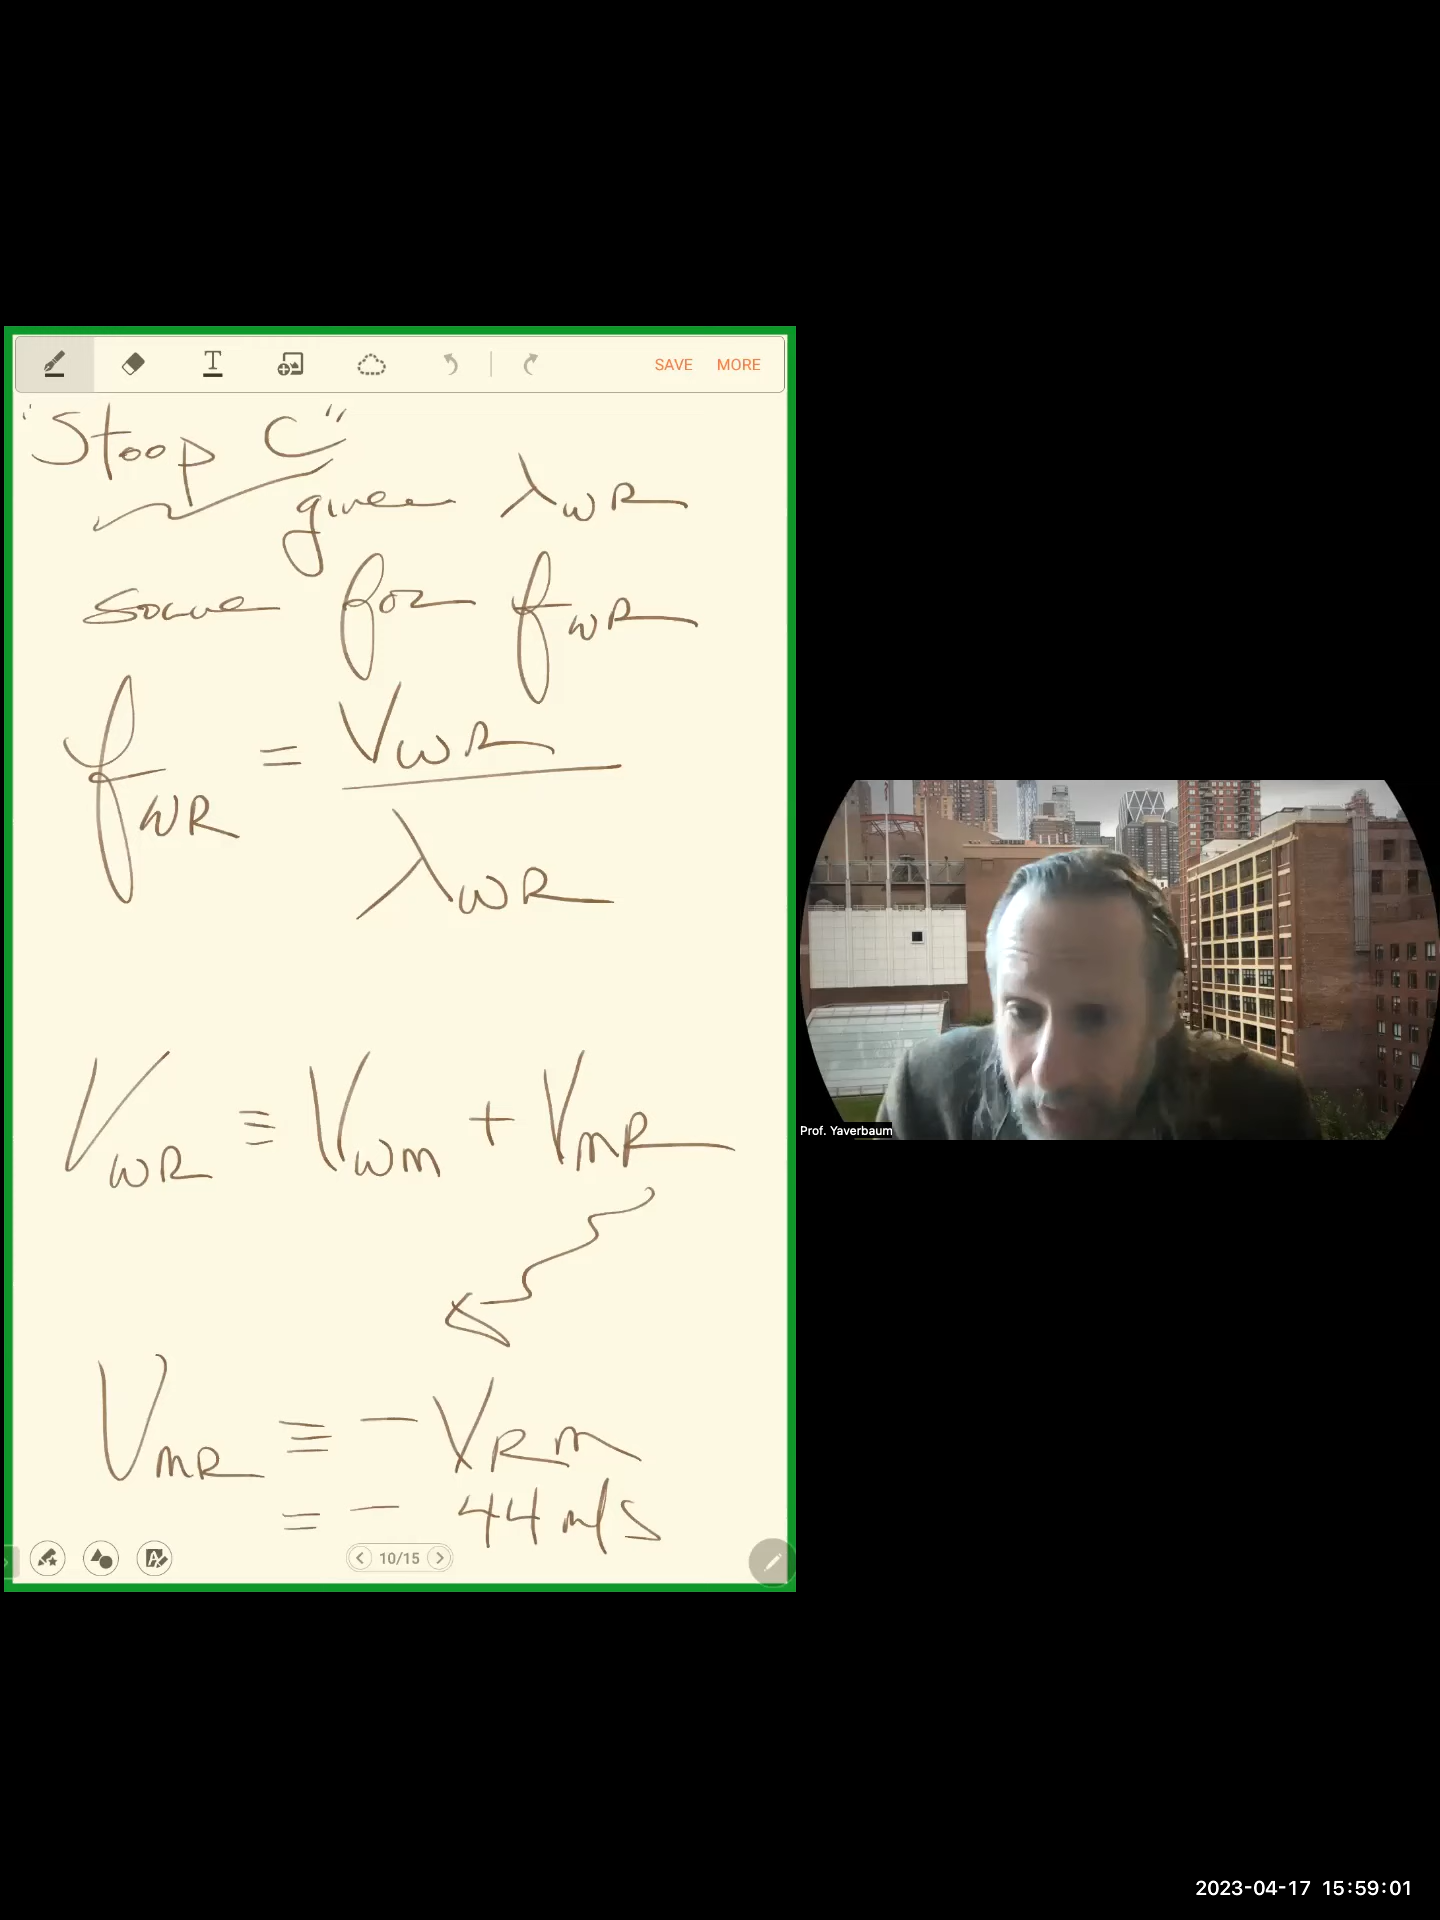 SAVE MORE
"Stoop C"
given λWR
solve for fWR
fWR = VWR / λWR
VWR ≡ VWM + VMR
VMR ≡ - VRM
= - 44 m/s
10/15
Prof. Yaverbaum
2023-04-17 15:59:01